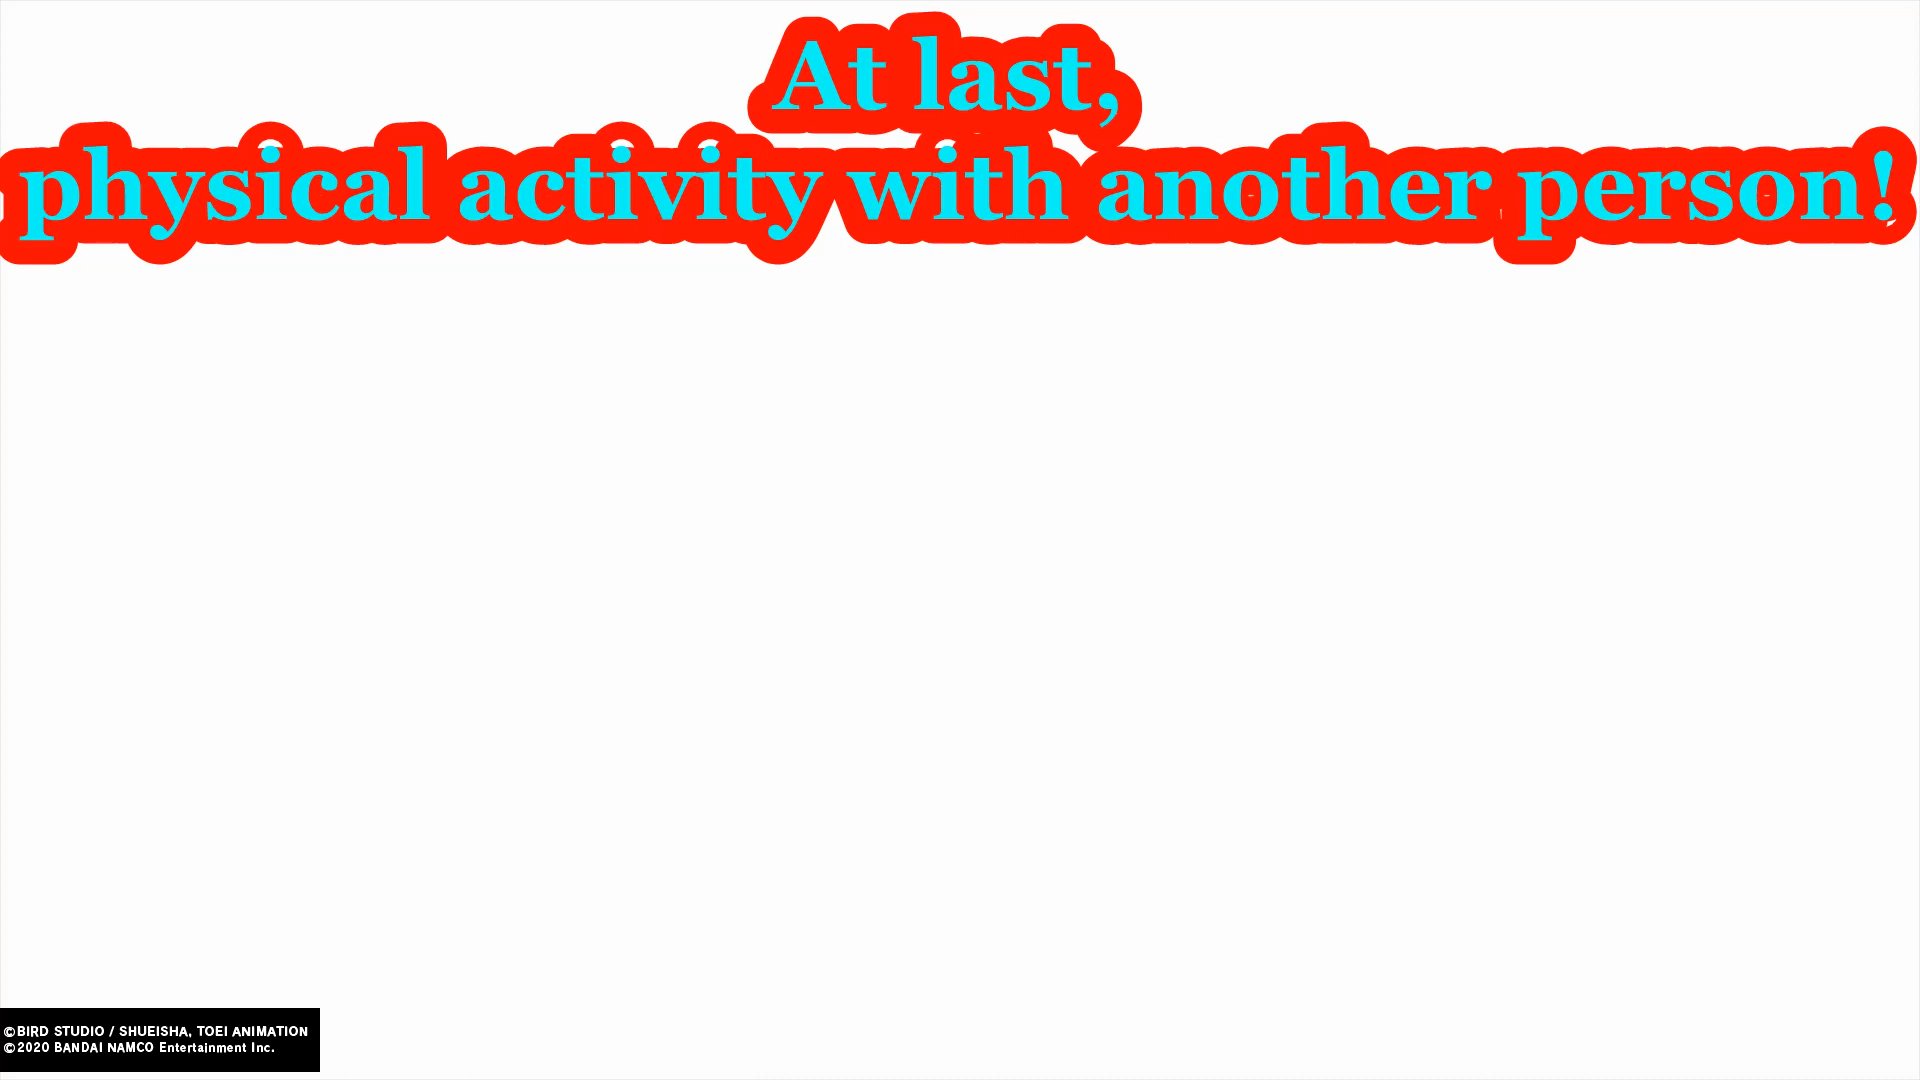 At last,
physical activity with another person!
©BIRD STUDIO / SHUEISHA, TOEI ANIMATION
©2020 BANDAI NAMCO Entertainment Inc.